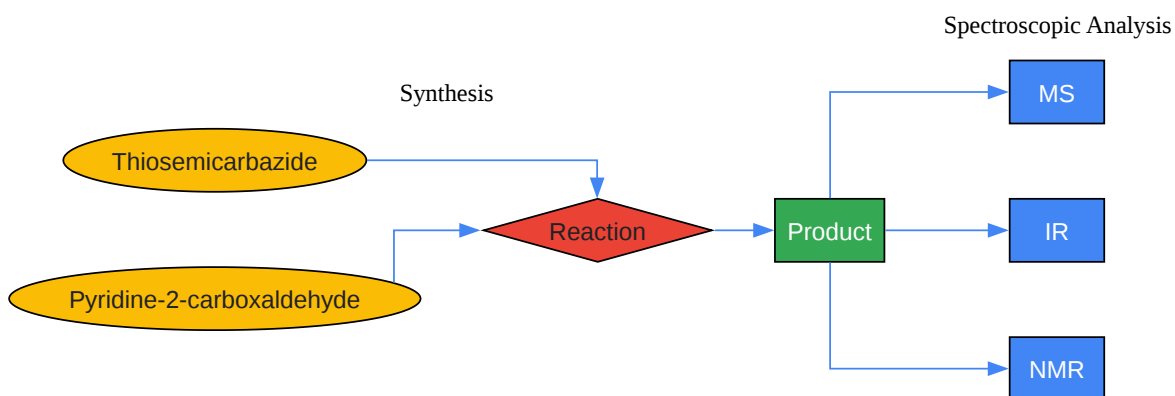 Spectroscopic Analysis
MS
Synthesis
Thiosemicarbazide
Reaction
Product
IR
Pyridine-2-carboxaldehyde
NMR